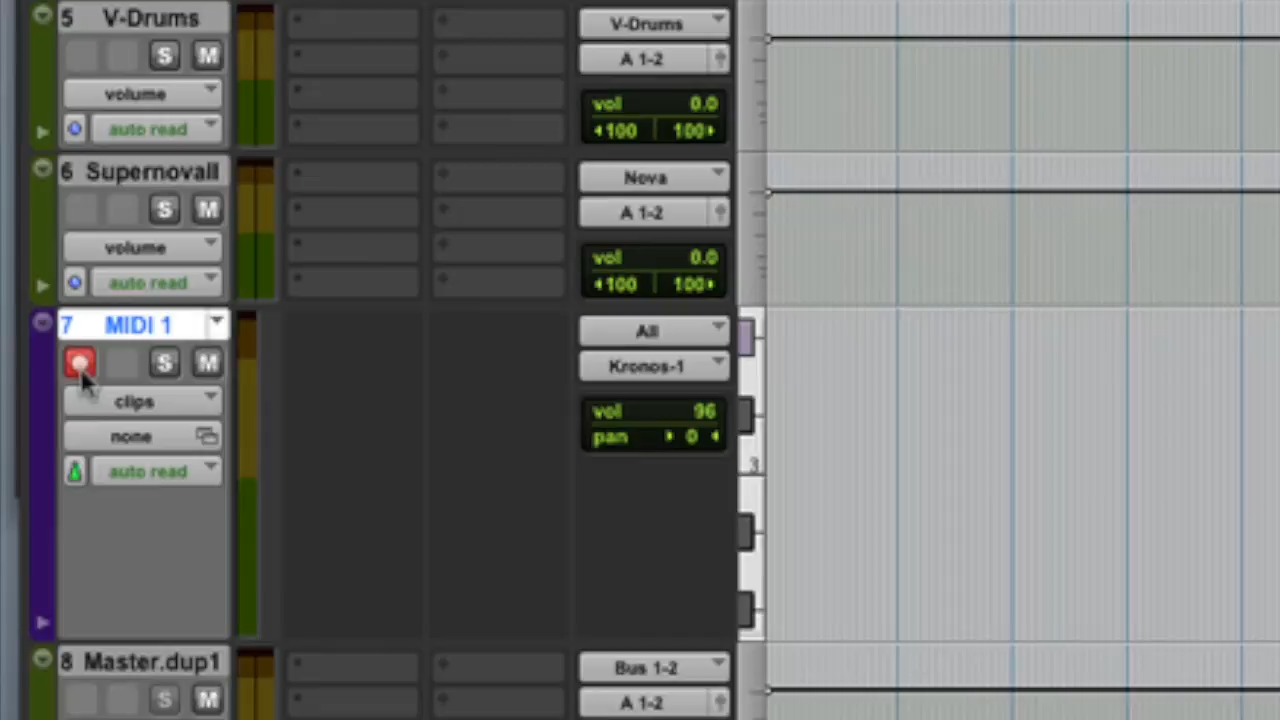 5 V-Drums
S M
volume
auto read
V-Drums
A 1-2
vol 0.0
100 100
6 Supernovall
S M
volume
auto read
Nova
A 1-2
vol 0.0
100 100
7 MIDI 1
S M
clips
none
auto read
All
Kronos-1
vol 96
pan 0
3
8 Master.dup1
S M
Bus 1-2
A 1-2